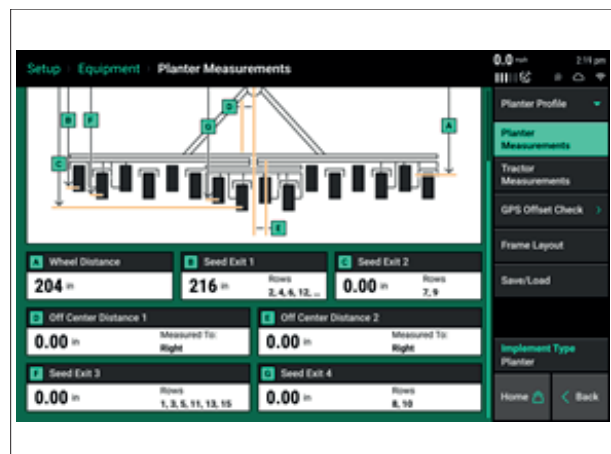 Setup Equipment Planter Measurements
0.0 mph 2:19 pm
D
B F G A
C
E
A Wheel Distance
204 in
B Seed Exit 1
216 in Rows
2, 4, 6, 12, ...
C Seed Exit 2
0.00 in Rows
7, 9
D Off Center Distance 1
0.00 in Measured To:
Right
E Off Center Distance 2
0.00 in Measured To:
Right
F Seed Exit 3
0.00 in Rows
1, 3, 5, 11, 13, 15
G Seed Exit 4
0.00 in Rows
8, 10
Planter Profile
Planter
Measurements
Tractor
Measurements
GPS Offset Check
Frame Layout
Save/Load
Implement Type
Planter
Home Back